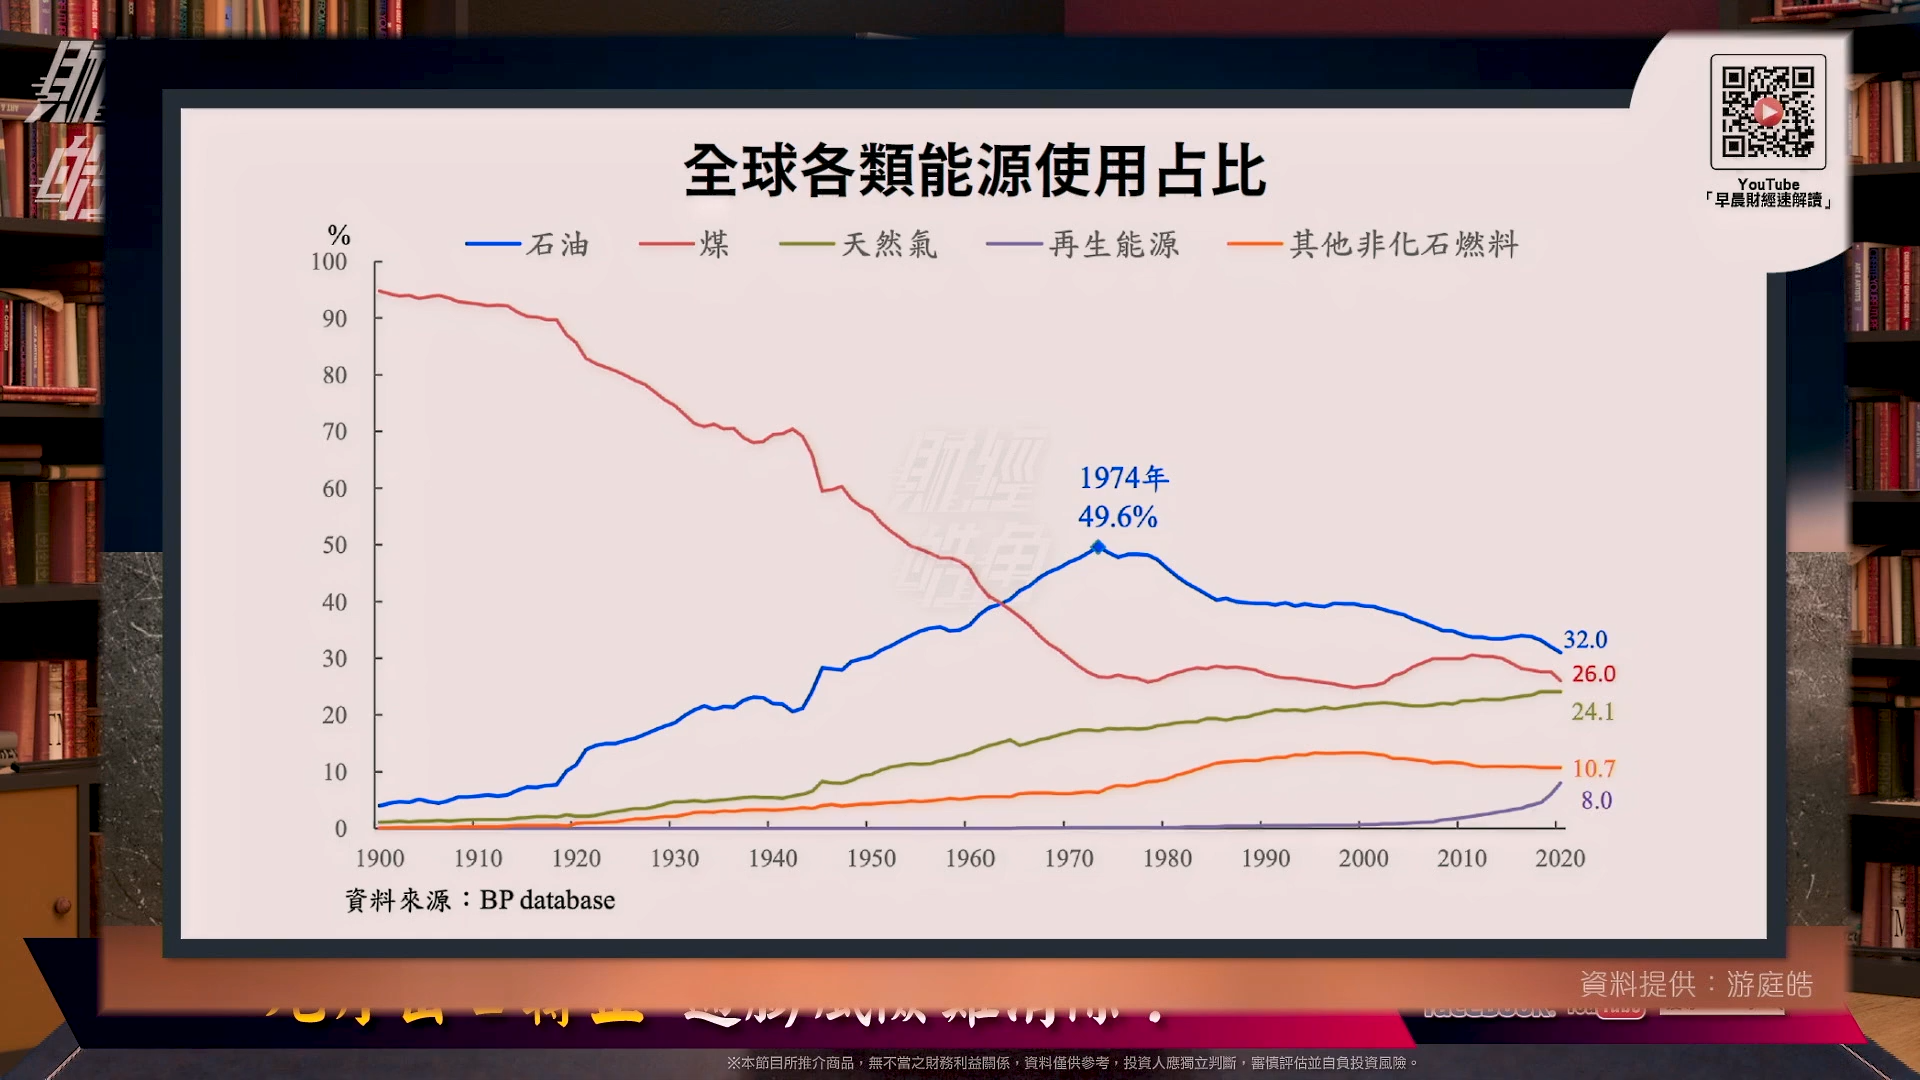 全球各類能源使用占比
YouTube
「早晨財經速解讀」
%
石油 煤 天然氣 再生能源 其他非化石燃料
100
90
80
70
60
50
40
30
20
10
0
1974年
49.6%
32.0
26.0
24.1
10.7
8.0
1900 1910 1920 1930 1940 1950 1960 1970 1980 1990 2000 2010 2020
資料來源：BP database
財經
皓角
資料提供：游庭皓
※本節目所推介商品，無不當之財務利益關係，資料僅供參考，投資人應獨立判斷，審慎評估並自負投資風險。